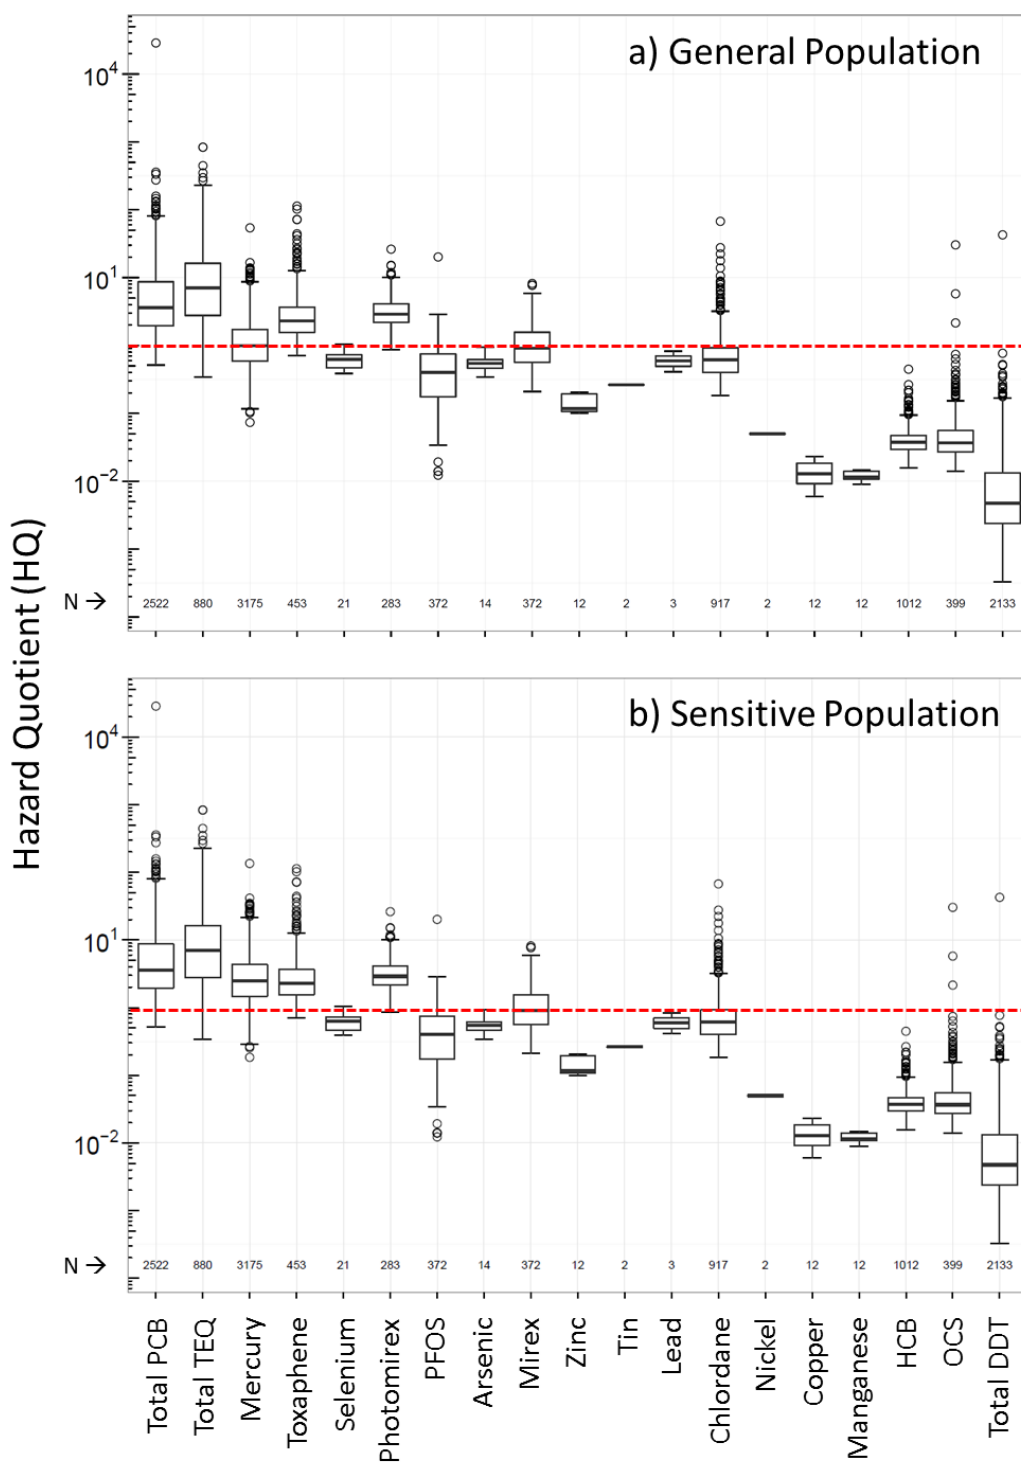 a) General Population
10^4
10^1
10^-2
N →
2522 880 3175 453 21 283 372 14 372 12 2 3 917 2 12 12 1012 399 2133
Hazard Quotient (HQ)
b) Sensitive Population
10^4
10^1
10^-2
N →
2522 880 3175 453 21 283 372 14 372 12 2 3 917 2 12 12 1012 399 2133
Total PCB
Total TEQ
Mercury
Toxaphene
Selenium
Photomirex
PFOS
Arsenic
Mirex
Zinc
Tin
Lead
Chlordane
Nickel
Copper
Manganese
HCB
OCS
Total DDT